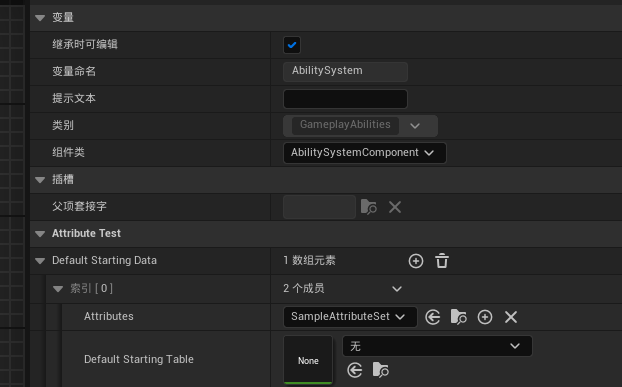 变量
继承时可编辑
变量命名 AbilitySystem
提示文本
类别 GameplayAbilities
组件类 AbilitySystemComponent
插槽
父项套接字
Attribute Test
Default Starting Data 1 数组元素
索引 [ 0 ] 2 个成员
Attributes SampleAttributeSet
Default Starting Table None 无